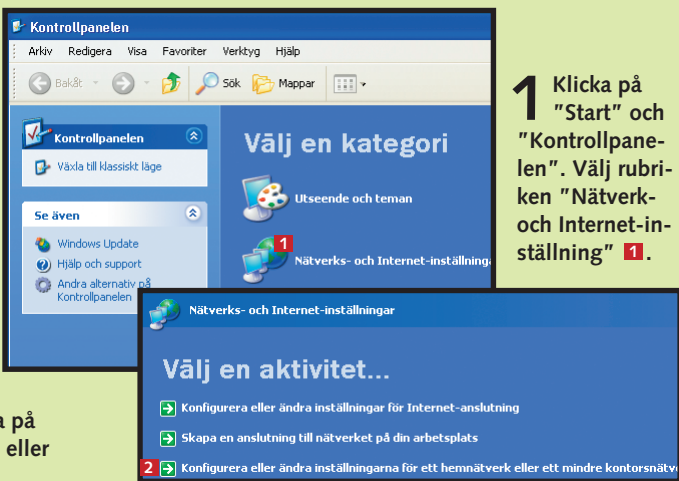 Kontrollpanelen
Arkiv Redigera Visa Favoriter Verktyg Hjälp
Bakåt Sök Mappar
Kontrollpanelen
Växla till klassiskt läge
Se även
Windows Update
Hjälp och support
Andra alternativ på
Kontrollpanelen
Välj en kategori
Utseende och teman
1
Nätverks- och Internet-inställninga
1 Klicka på
"Start" och
"Kontrollpane-
len". Välj rubri-
ken "Nätverk-
och Internet-in-
ställning" 1.
Nätverks- och Internet-inställningar
Välj en aktivitet...
Konfigurera eller ändra inställningar för Internet-anslutning
Skapa en anslutning till nätverket på din arbetsplats
2 Konfigurera eller ändra inställningarna för ett hemnätverk eller ett mindre kontorsnätv
på
eller